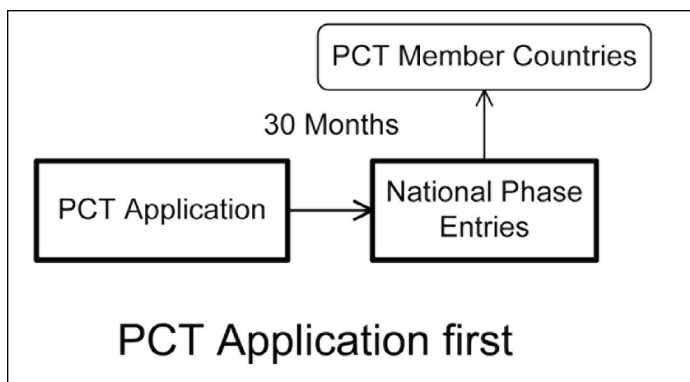 PCT Member Countries
30 Months
PCT Application
National Phase
Entries
PCT Application first